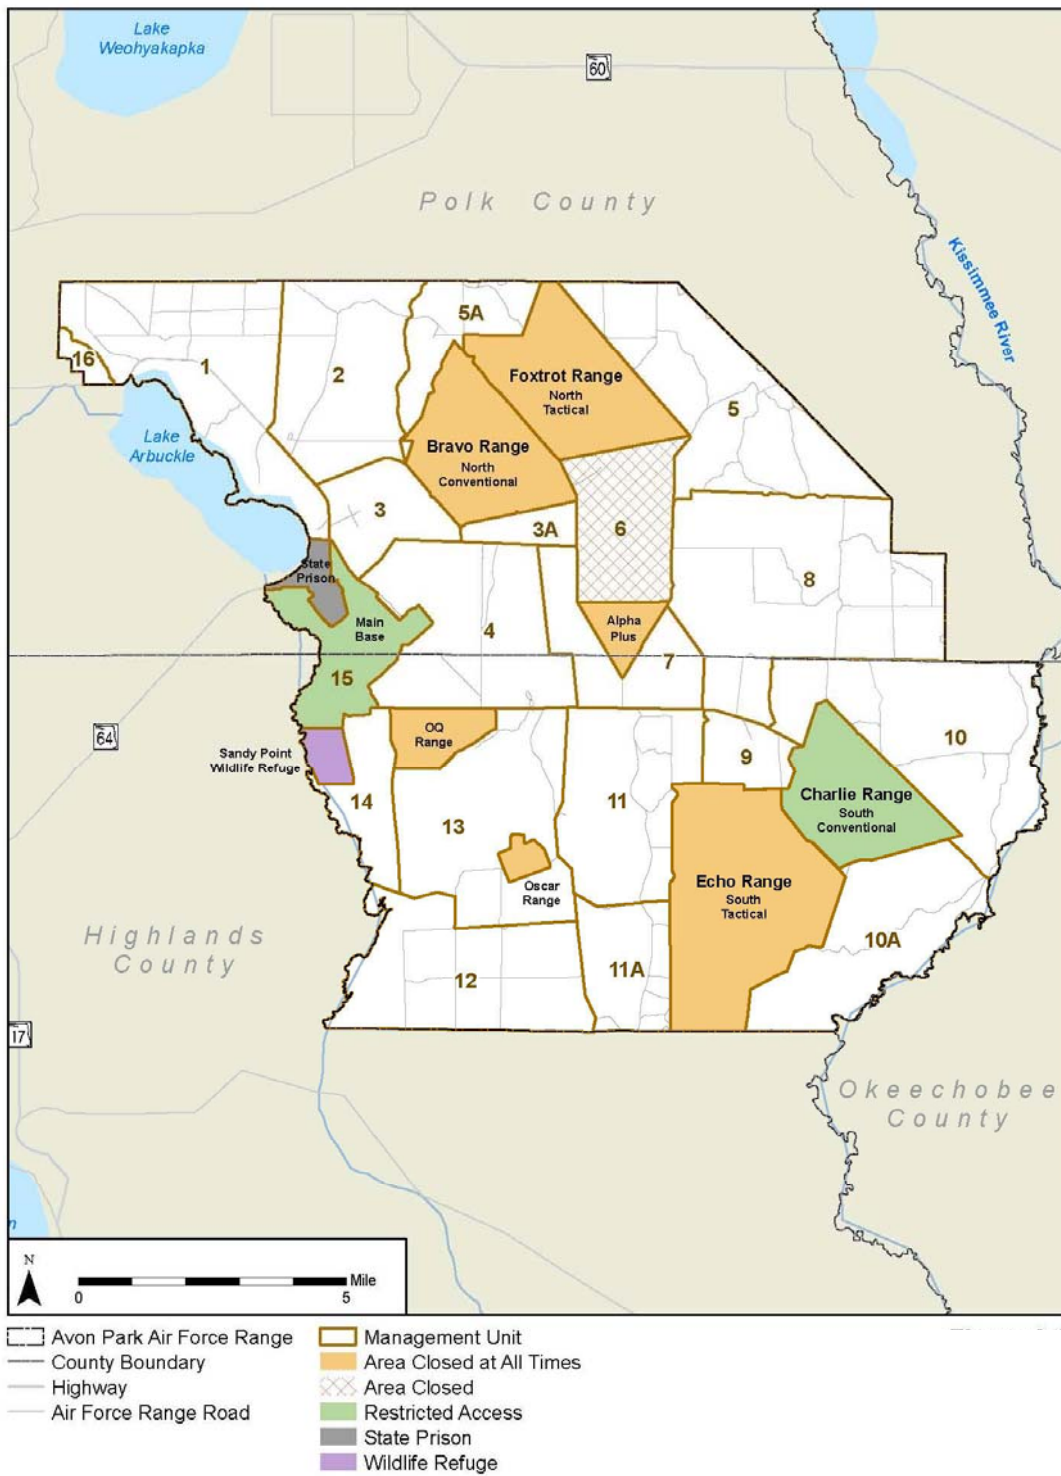 Lake
Weohyakapka
60
Polk County
Kissimmee River
5A
16
1
2
Foxtrot Range
North
Tactical
5
Lake
Arbuckle
Bravo Range
North
Conventional
3
3A
6
8
State
Prison
Main
Base
4
Alpha
Plus
7
15
64
Sandy Point
Wildlife Refuge
OQ
Range
10
9
14
13
11
Charlie Range
South
Conventional
Oscar
Range
Echo Range
South
Tactical
Highlands
County
10A
12
11A
17
Okeechobee
County
n
N
0
5
Mile
Avon Park Air Force Range
County Boundary
Highway
Air Force Range Road
Management Unit
Area Closed at All Times
Area Closed
Restricted Access
State Prison
Wildlife Refuge